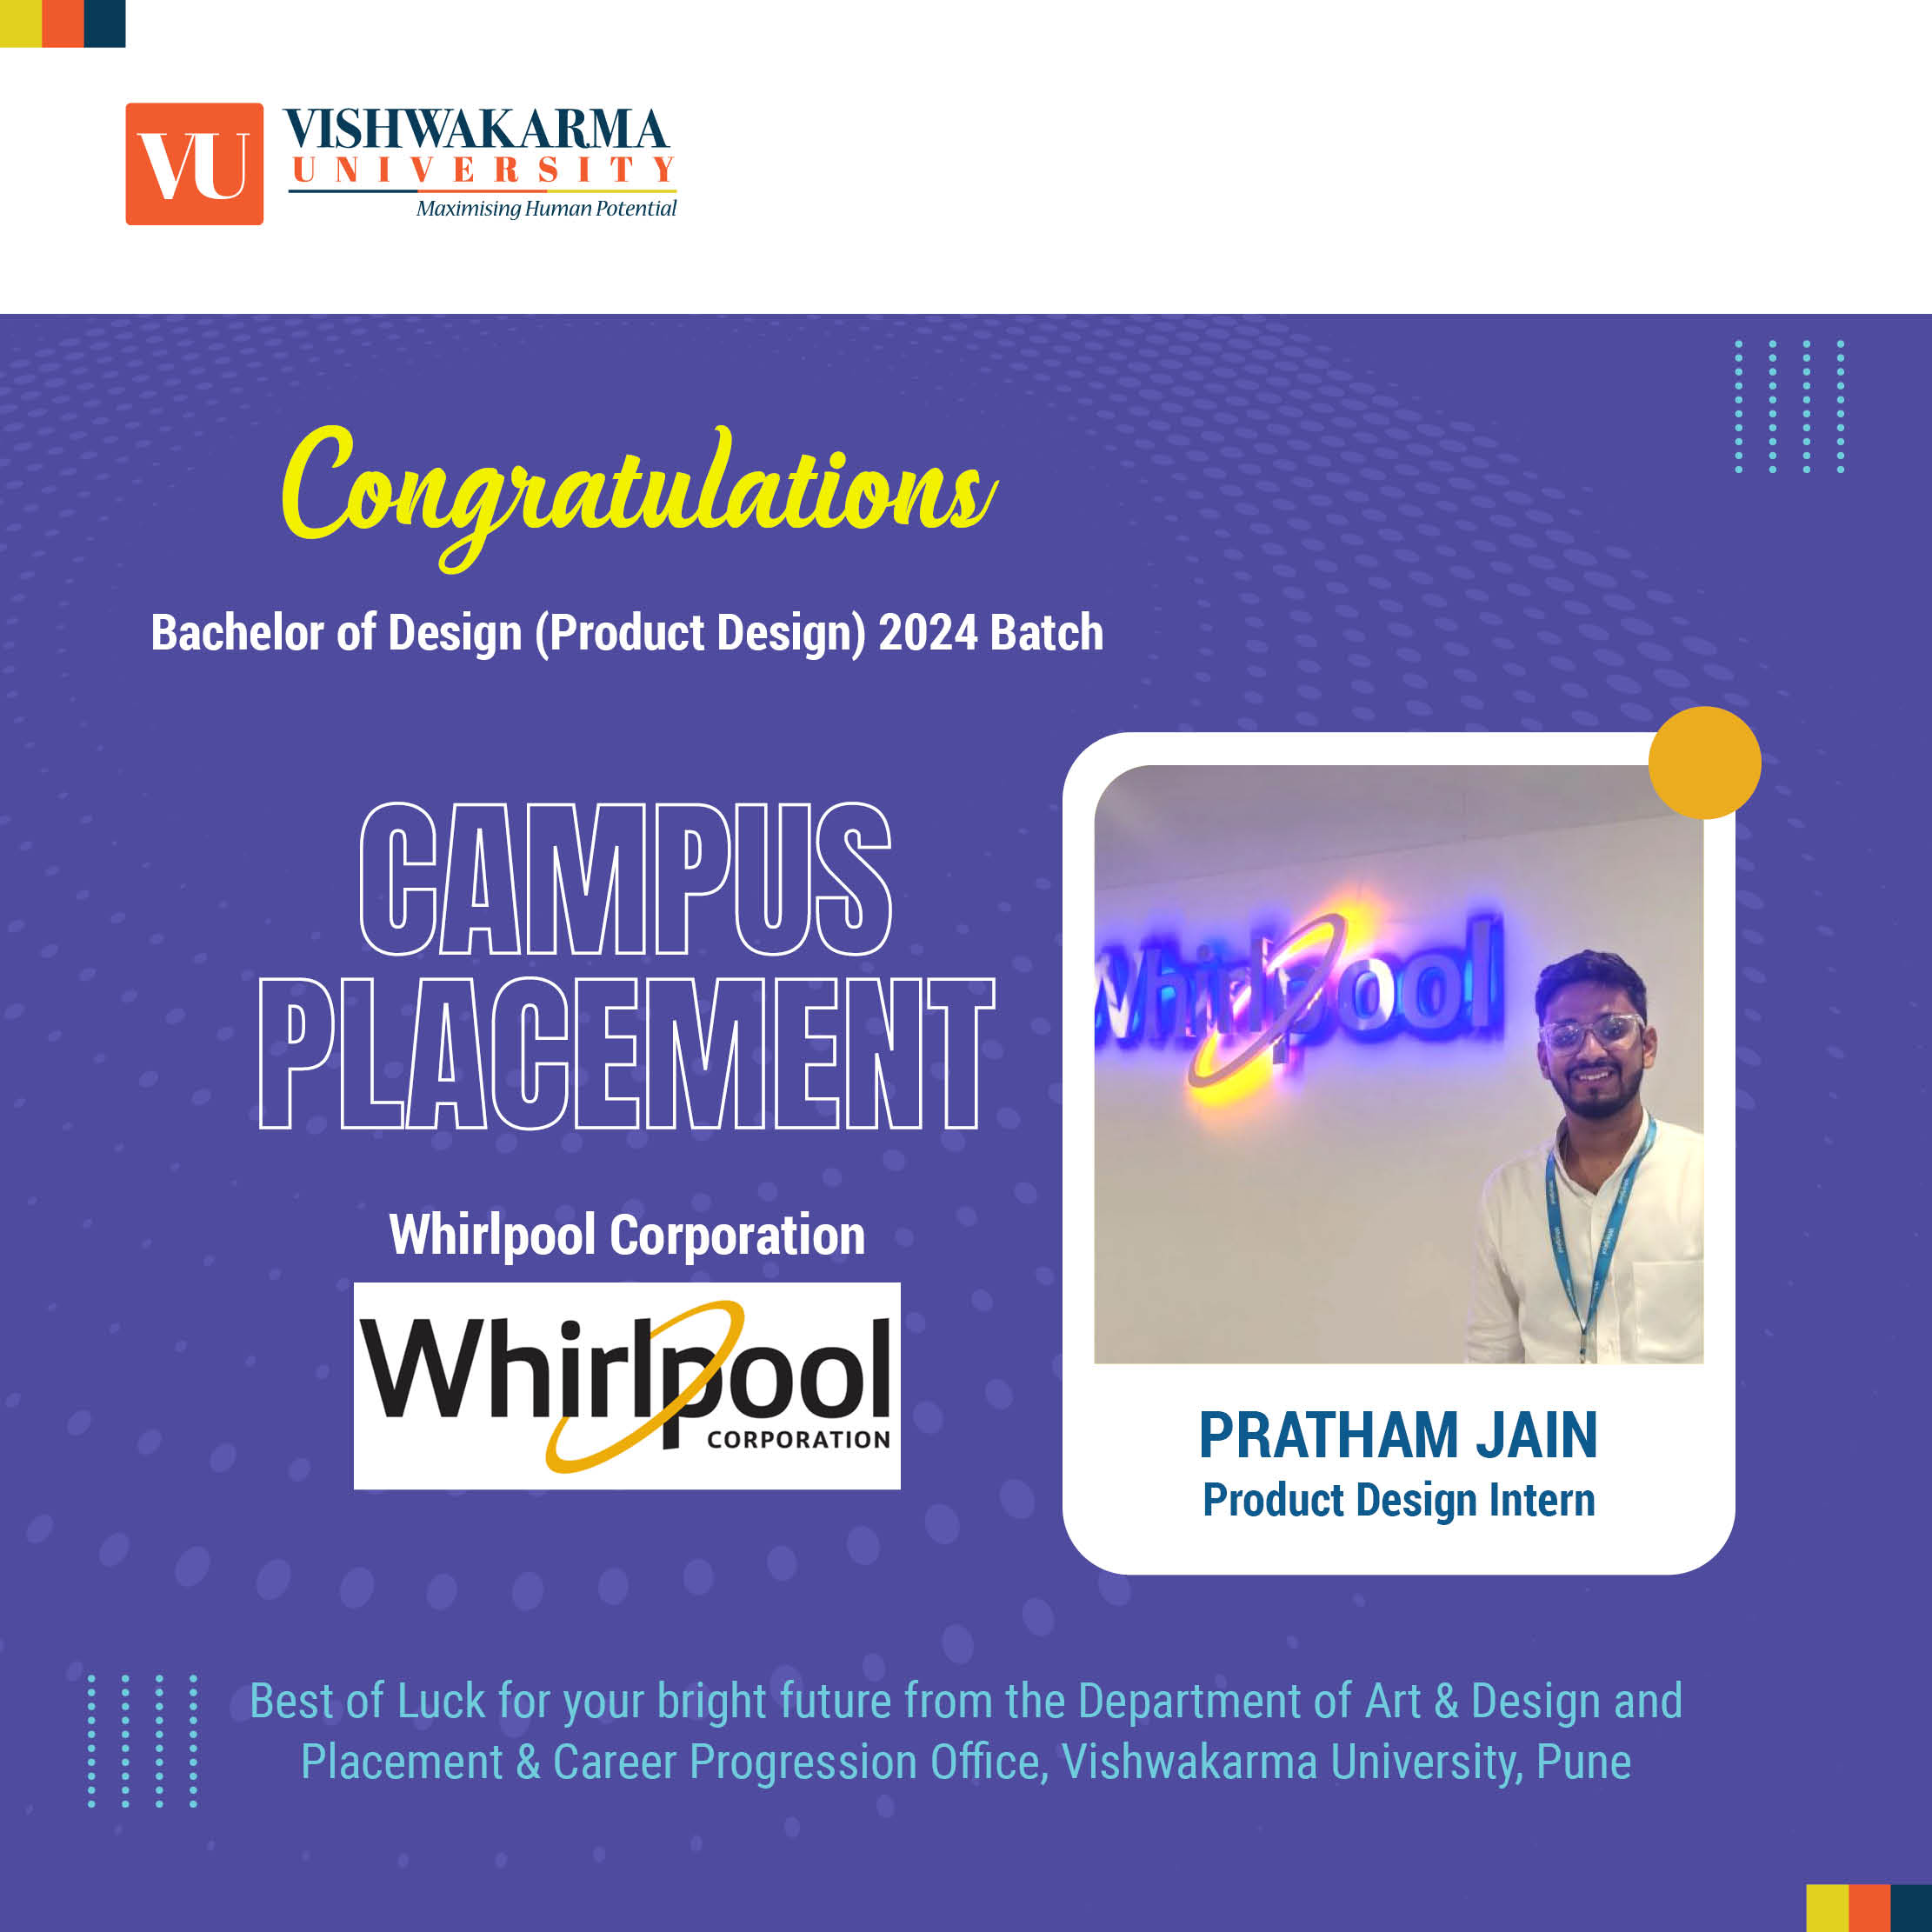 VU
VISHWAKARMA
UNIVERSITY
Maximising Human Potential
Congratulations
Bachelor of Design (Product Design) 2024 Batch
CAMPUS
PLACEMENT
Whirlpool Corporation
Whirlpool
CORPORATION
Whirlpool
PRATHAM JAIN
Product Design Intern
Best of Luck for your bright future from the Department of Art & Design and
Placement & Career Progression Office, Vishwakarma University, Pune